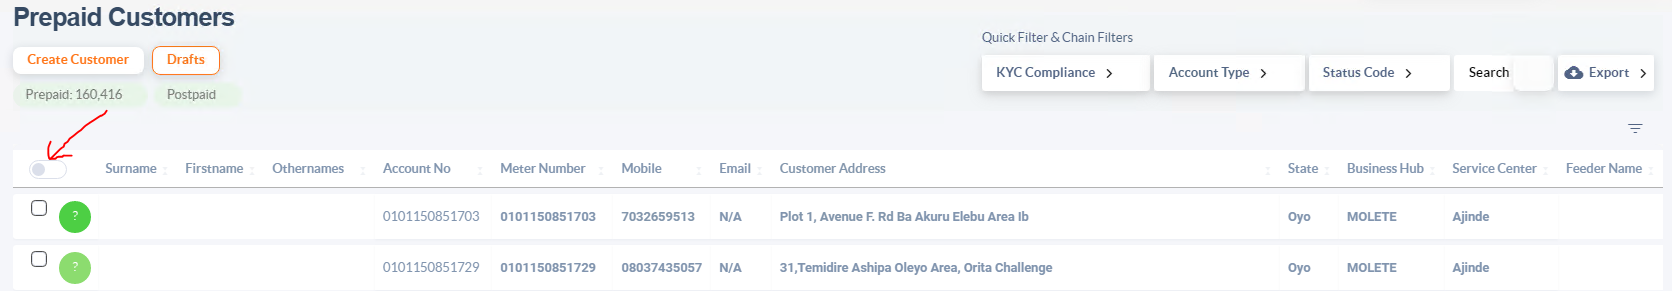 Prepaid Customers
Quick Filter & Chain Filters
Create Customer Drafts
KYC Compliance Account Type Status Code Search Export
Prepaid: 160,416 Postpaid
Surname Firstname Othernames Account No Meter Number Mobile Email Customer Address State Business Hub Service Center Feeder Name
? 0101150851703 0101150851703 7032659513 N/A Plot 1, Avenue F. Rd Ba Akuru Elebu Area Ib Oyo MOLETE Ajinde
? 0101150851729 0101150851729 08037435057 N/A 31,Temidire Ashipa Oleyo Area, Orita Challenge Oyo MOLETE Ajinde